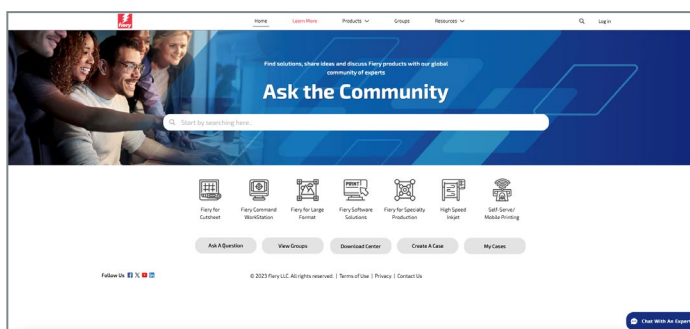 fiery
Home Learn More Products Groups Resources Log in
Find solutions, share ideas and discuss Fiery products with our global
community of experts
Ask the Community
Start by searching here..
PRINT
Fiery for
Cutsheet
Fiery Command
WorkStation
Fiery for Large
Format
Fiery Software
Solutions
Fiery for Specialty
Production
High Speed
Inkjet
Self-Serve/
Mobile Printing
Ask A Question View Groups Download Center Create A Case My Cases
Follow Us © 2023 Fiery LLC. All rights reserved. | Terms of Use | Privacy | Contact Us
Chat With An Expert